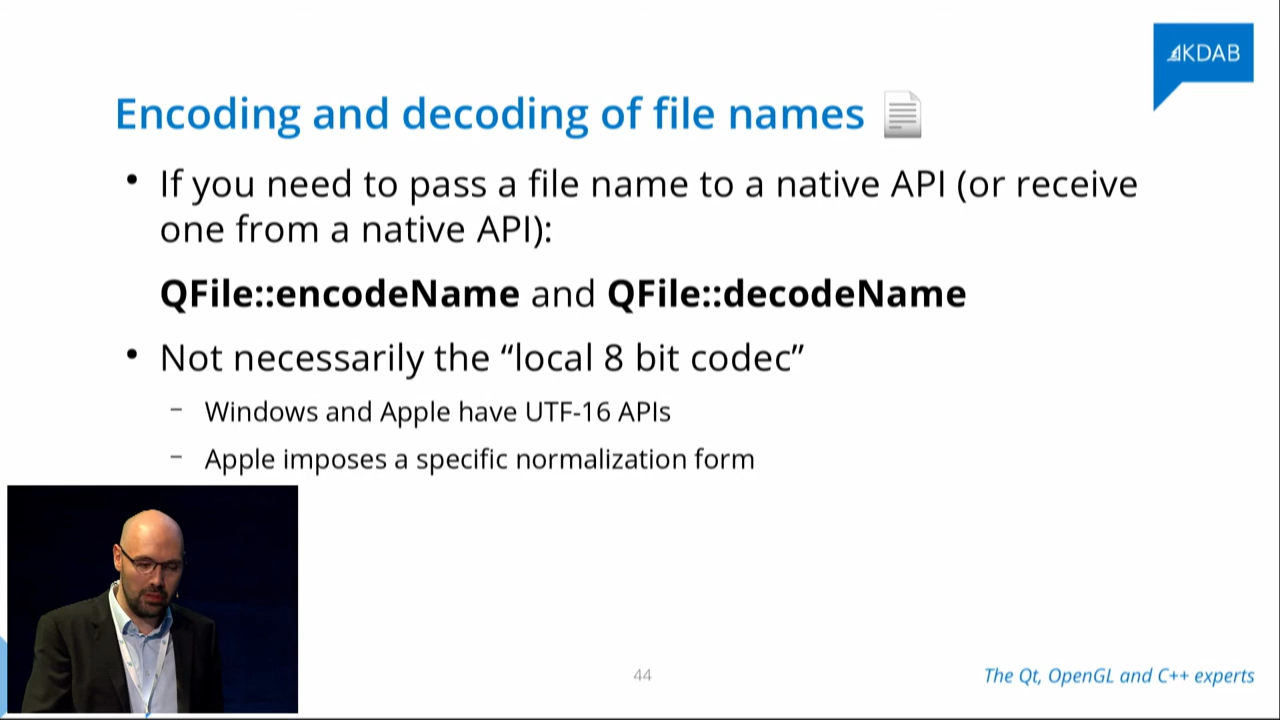 KDAB
Encoding and decoding of file names
• If you need to pass a file name to a native API (or receive
one from a native API):
QFile::encodeName and QFile::decodeName
• Not necessarily the “local 8 bit codec”
– Windows and Apple have UTF-16 APIs
– Apple imposes a specific normalization form
44
The Qt, OpenGL and C++ experts